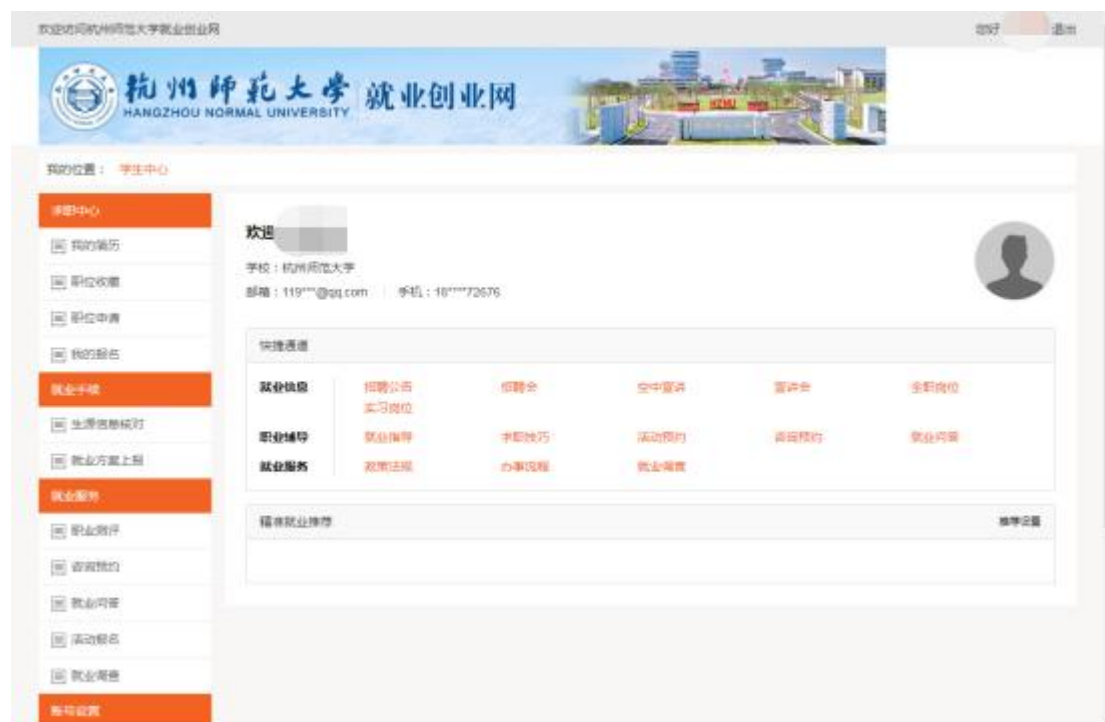 欢迎访问杭州师范大学就业创业网
您好 退出
杭州师范大学 就业创业网
HANGZHOU NORMAL UNIVERSITY
HZNU
我的位置： 学生中心
求职中心
我的简历
职位收藏
职位申请
我的报名
就业手续
生源信息核对
就业方案上报
就业服务
职业测评
咨询预约
就业问答
活动报名
就业调查
账号设置
欢迎
学校：杭州师范大学
邮箱：119***@qq.com | 手机：18****72676
快捷通道
就业信息 招聘公告 招聘会 空中宣讲 宣讲会 全职岗位
实习岗位
职业辅导 就业指导 求职技巧 活动预约 咨询预约 就业问答
就业服务 政策法规 办事流程 就业调查
精准就业推荐 推荐设置